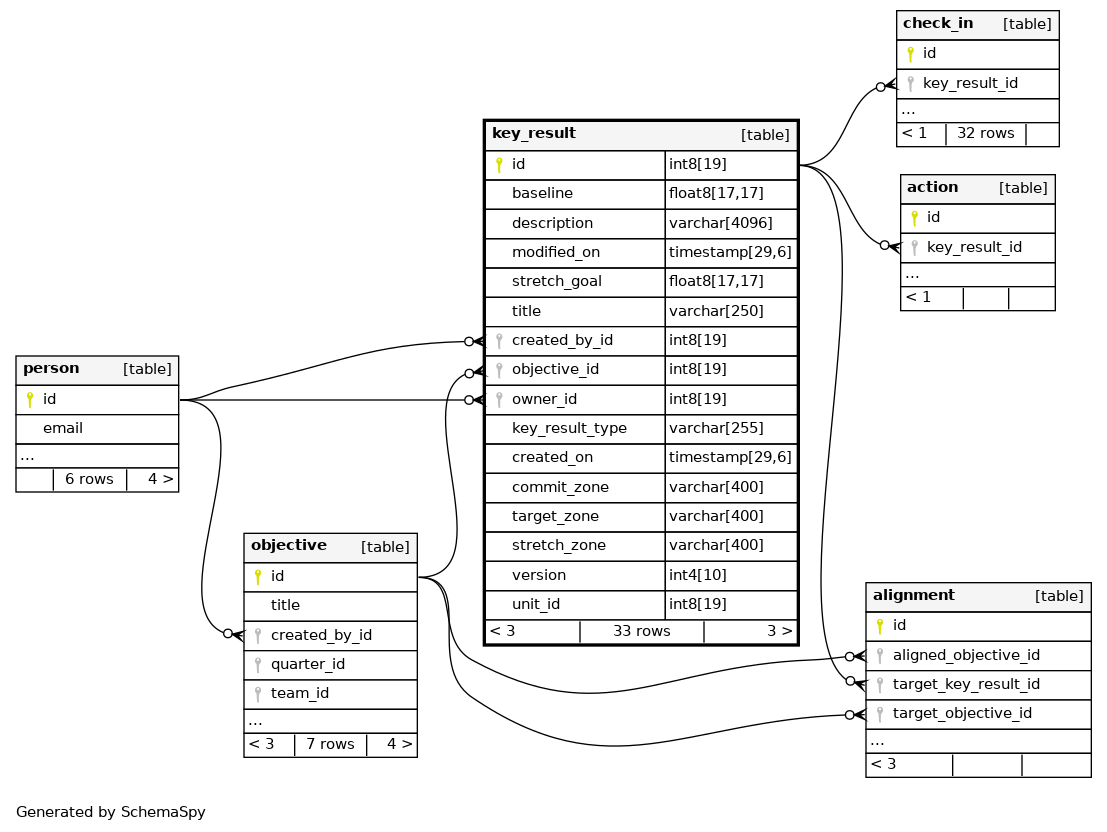 check_in [table]
id
key_result_id
...
< 1 32 rows
key_result [table]
id int8[19]
baseline float8[17,17]
description varchar[4096]
modified_on timestamp[29,6]
stretch_goal float8[17,17]
title varchar[250]
created_by_id int8[19]
objective_id int8[19]
owner_id int8[19]
key_result_type varchar[255]
created_on timestamp[29,6]
commit_zone varchar[400]
target_zone varchar[400]
stretch_zone varchar[400]
version int4[10]
unit_id int8[19]
< 3 33 rows 3 >
action [table]
id
key_result_id
...
< 1
person [table]
id
email
...
6 rows 4 >
objective [table]
id
title
created_by_id
quarter_id
team_id
...
< 3 7 rows 4 >
alignment [table]
id
aligned_objective_id
target_key_result_id
target_objective_id
...
< 3
Generated by SchemaSpy